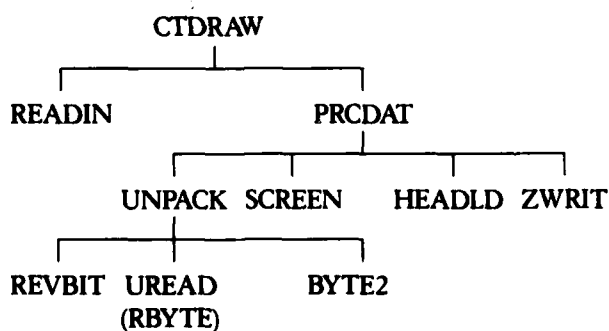 CTDRAW
READIN PRCDAT
UNPACK SCREEN HEADLD ZWRIT
REVBIT UREAD BYTE2
(RBYTE)